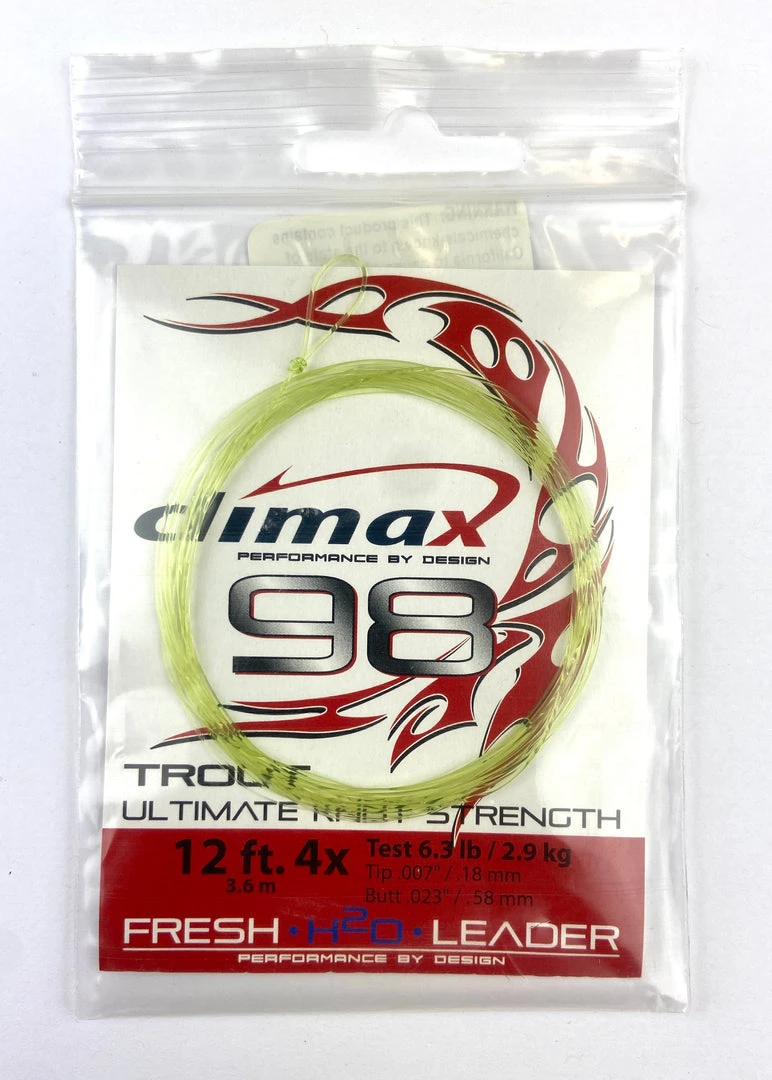 WARNING: This product contains
chemicals known to the state of
California
climax
PERFORMANCE BY DESIGN
98
TROUT
ULTIMATE KNOT STRENGTH
12 ft. 4x
3.6 m
Test 6.3 lb / 2.9 kg
Tip .007" / .18 mm
Butt .023" / .58 mm
FRESH · H2O · LEADER
PERFORMANCE BY DESIGN